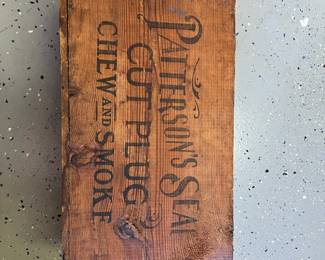 PATTERSON'S SEAL
CUT PLUG
CHEW AND SMOKE